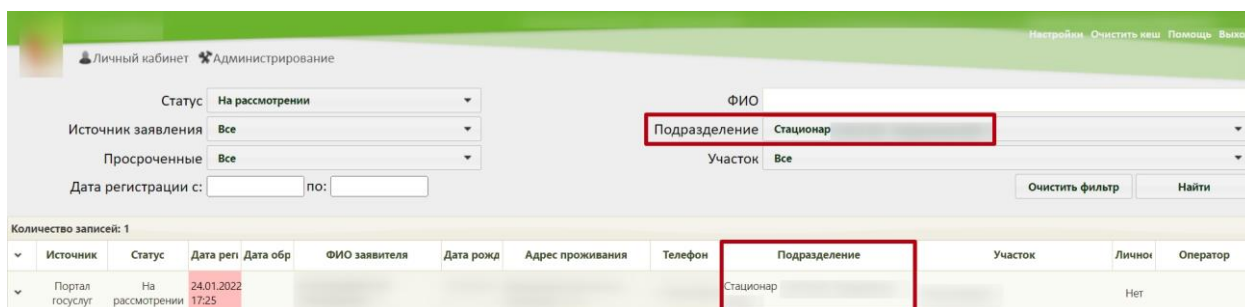 Настройки Очистить кеш Помощь Выхо
Личный кабинет Администрирование
Статус На рассмотрении ФИО
Источник заявления Все Подразделение Стационар
Просроченные Все Участок Все
Дата регистрации с: по: Очистить фильтр Найти
Количество записей: 1
Источник Статус Дата реги Дата обр ФИО заявителя Дата рожд Адрес проживания Телефон Подразделение Участок Личное Оператор
Портал На 24.01.2022 Стационар Нет
госуслуг рассмотрении 17:25